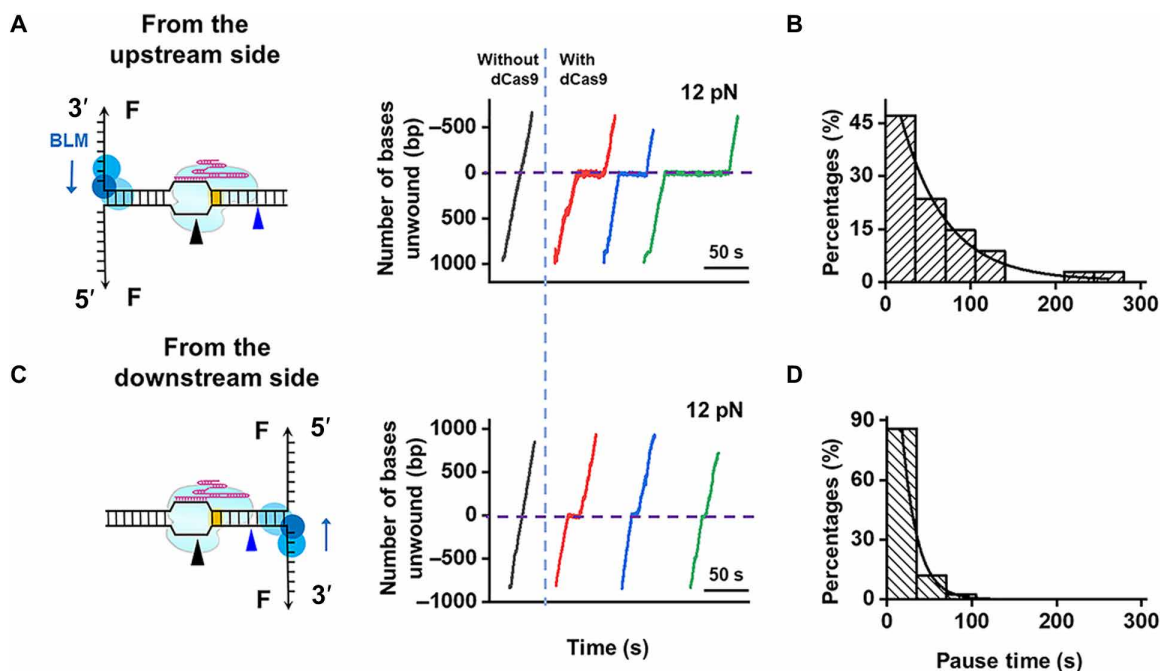 A
From the
upstream side
3′
F
BLM
5′
F
Without
dCas9
With
dCas9
12 pN
Number of bases
unwound (bp)
−500
0
500
1000
50 s
B
Percentages (%)
45
30
15
0
0
100
200
300
C
From the
downstream side
F
5′
F
3′
12 pN
Number of bases
unwound (bp)
1000
500
0
−500
−1000
50 s
Time (s)
D
Percentages (%)
90
60
30
0
0
100
200
300
Pause time (s)